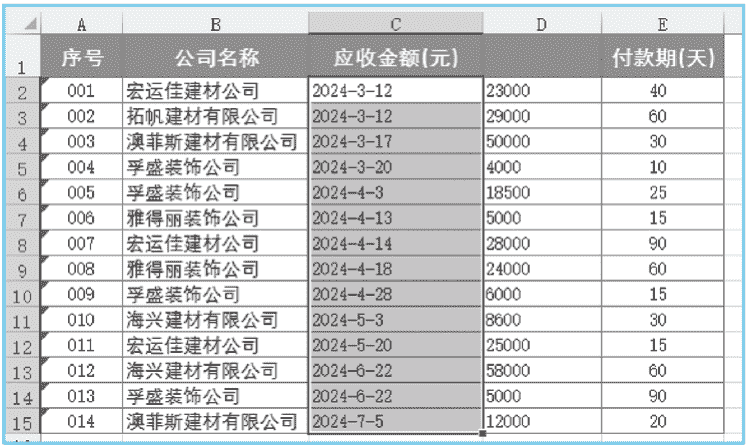 A B C D E
1 序号 公司名称 应收金额(元) 付款期(天)
2 001 宏运佳建材公司 2024-3-12 23000 40
3 002 拓帆建材有限公司 2024-3-12 29000 60
4 003 澳菲斯建材有限公司 2024-3-17 50000 30
5 004 孚盛装饰公司 2024-3-20 4000 10
6 005 孚盛装饰公司 2024-4-3 18500 25
7 006 雅得丽装饰公司 2024-4-13 5000 15
8 007 宏运佳建材公司 2024-4-14 28000 90
9 008 雅得丽装饰公司 2024-4-18 24000 60
10 009 孚盛装饰公司 2024-4-28 6000 15
11 010 海兴建材有限公司 2024-5-3 8600 30
12 011 宏运佳建材公司 2024-5-20 25000 15
13 012 海兴建材有限公司 2024-6-22 58000 60
14 013 孚盛装饰公司 2024-6-22 5000 90
15 014 澳菲斯建材有限公司 2024-7-5 12000 20